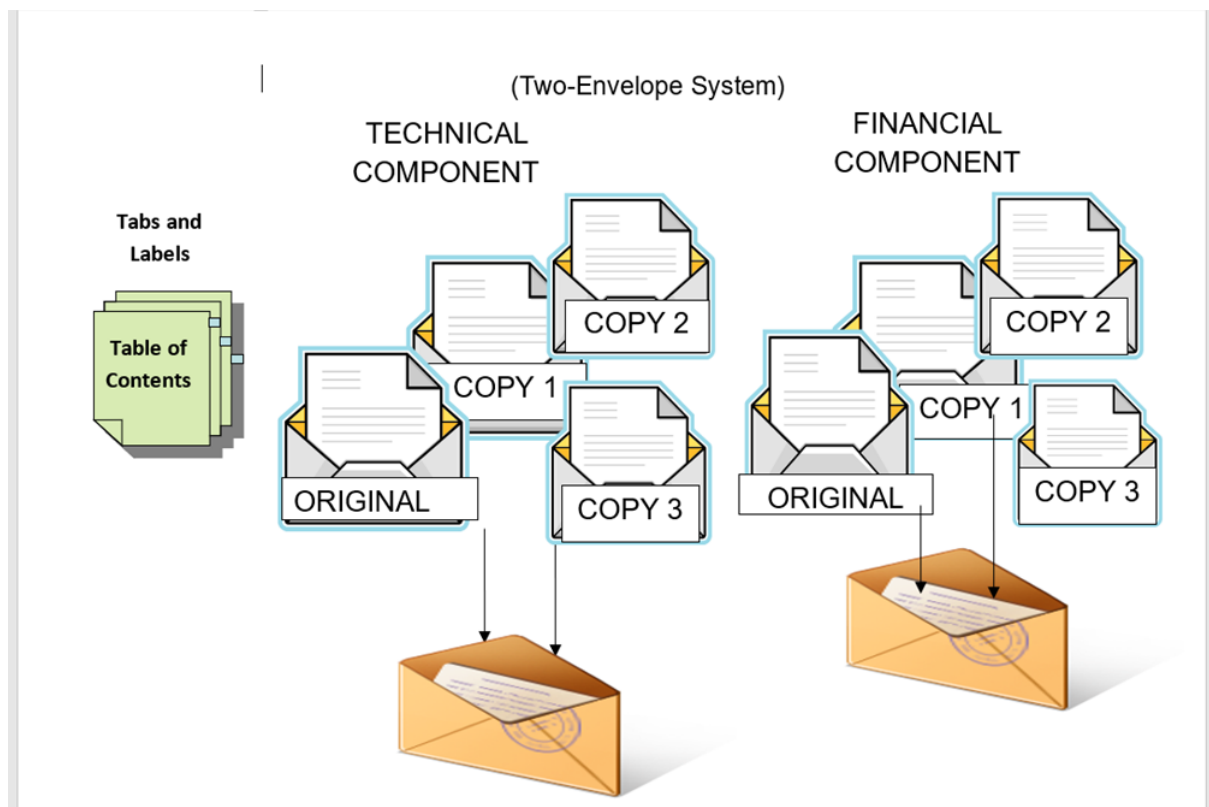 (Two-Envelope System)
TECHNICAL
COMPONENT
FINANCIAL
COMPONENT
Tabs and
Labels
Table of
Contents
COPY 2
COPY 1
ORIGINAL
COPY 3
COPY 2
COPY 1
ORIGINAL
COPY 3